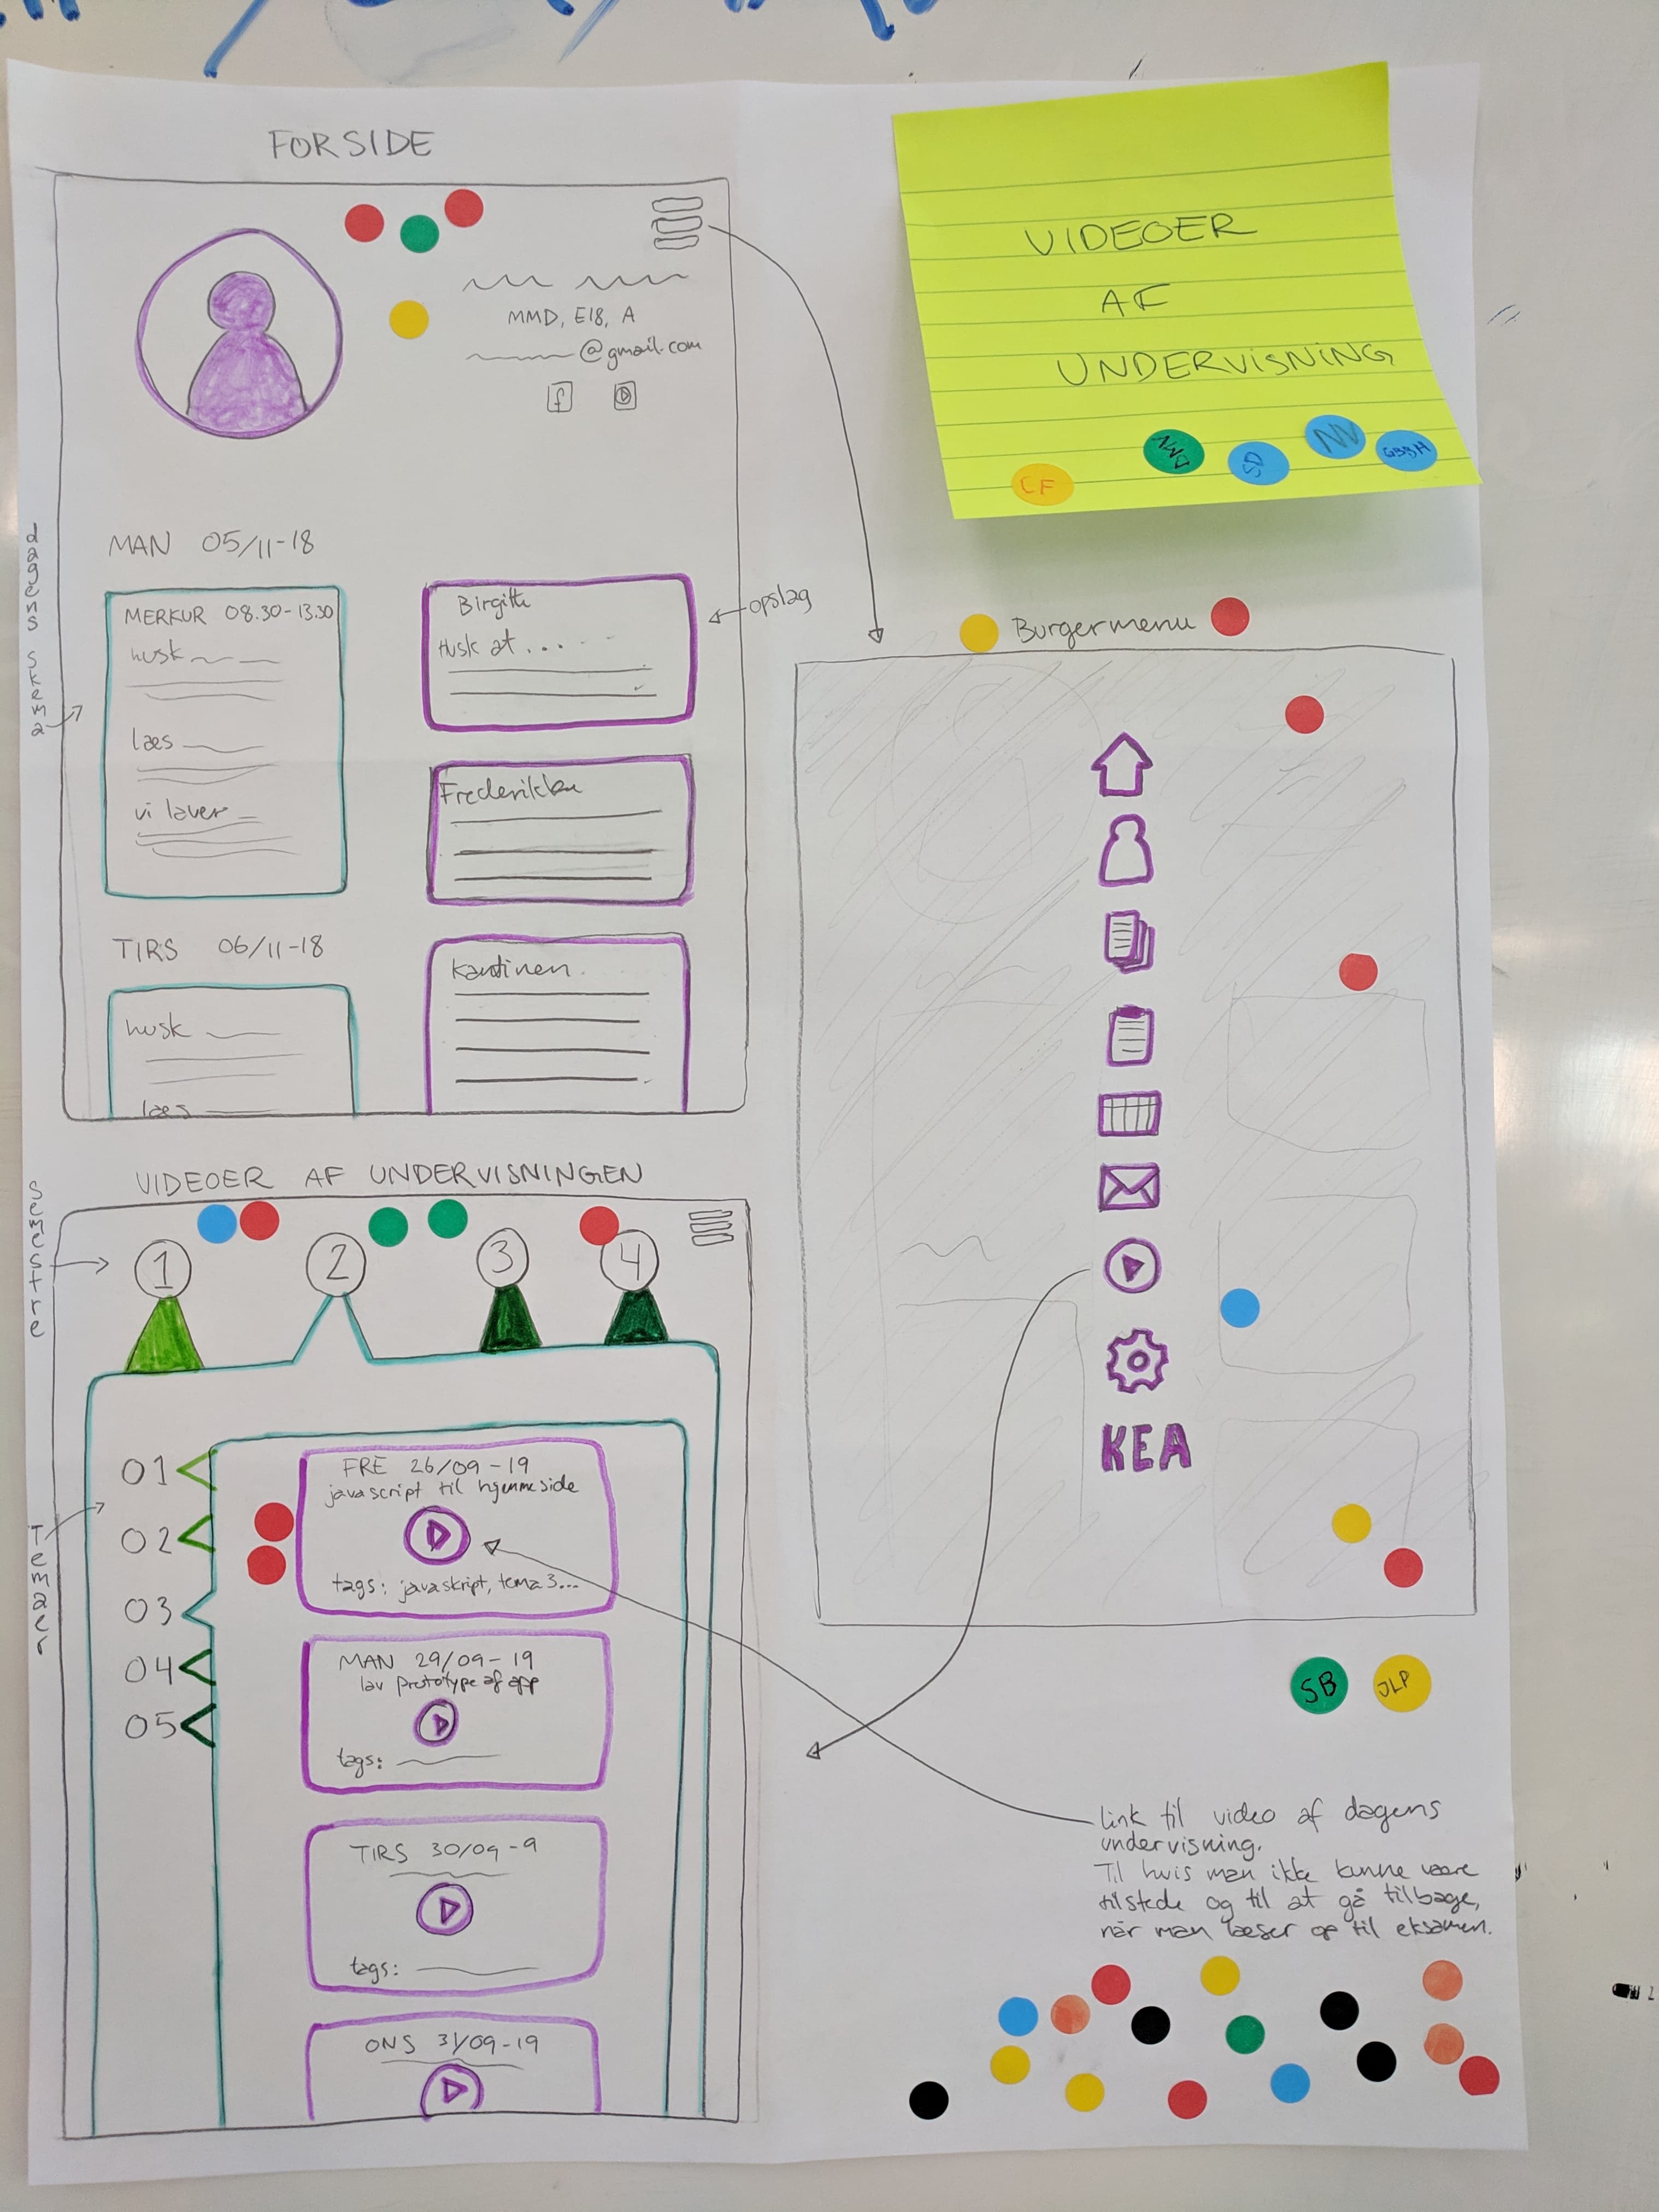 FORSIDE
MMD, E18, A
@gmail.com
f
dagens skema
MAN 05/11-18
MERKUR 08.30-13.30
husk
læs
vi laver
TIRS 06/11-18
husk
læs
Birgitte
Husk at ...
opslag
Frederikke
Kantinen
VIDEOER
AF
UNDERVISNING
CF
SD
NV
GBBH
Burgermenu
KEA
SB
JLP
VIDEOER AF UNDERVISNINGEN
semestre
1 2 3 4
Temaer
01
02
03
04
05
FRE 26/09-19
javascript til hjemmeside
tags: javaskript, tema 3...
MAN 29/09-19
lav prototype af app
tags:
TIRS 30/09-9
tags:
ONS 31/09-19
link til video af dagens
undervisning.
Til hvis man ikke kunne være
tilstede og til at gå tilbage,
når man læser op til eksamen.